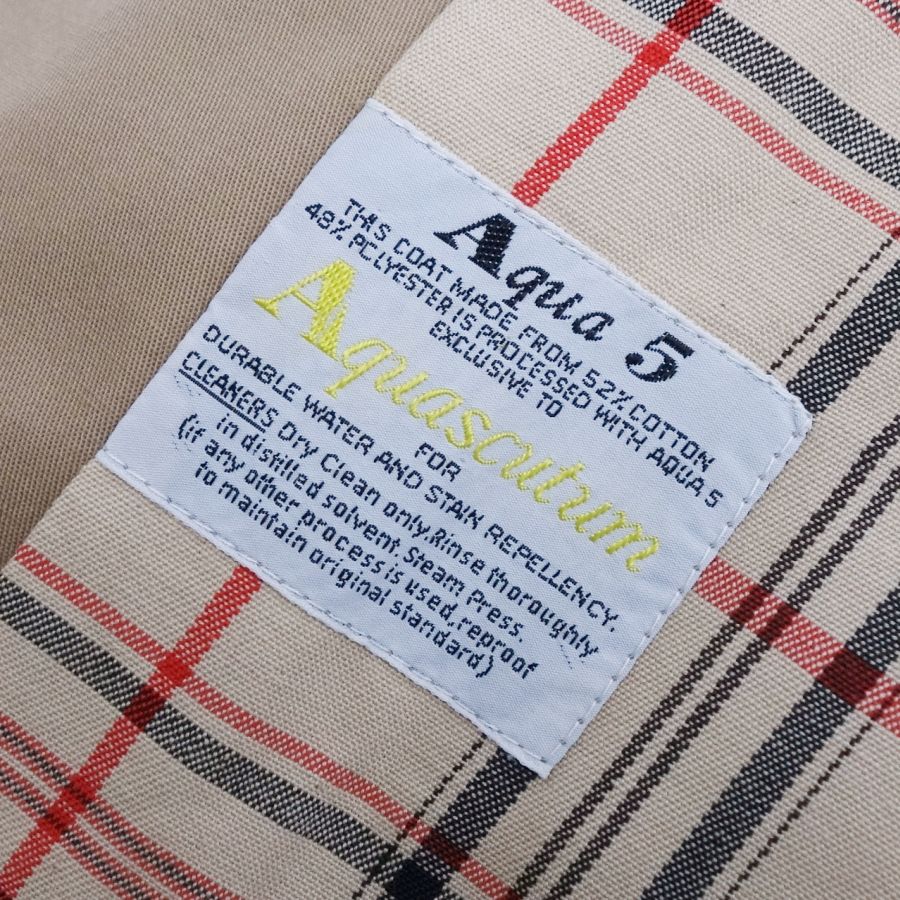 Aqua 5
THIS COAT MADE FROM 52% COTTON
48% POLYESTER IS PROCESSED WITH AQUA 5
EXCLUSIVE TO
Aquascutum
FOR
DURABLE WATER AND STAIN REPELLENCY.
CLEANERS Dry Clean only. Rinse thoroughly
in distilled solvent. Steam Press.
(if any other process is used, reproof
to maintain original standard)